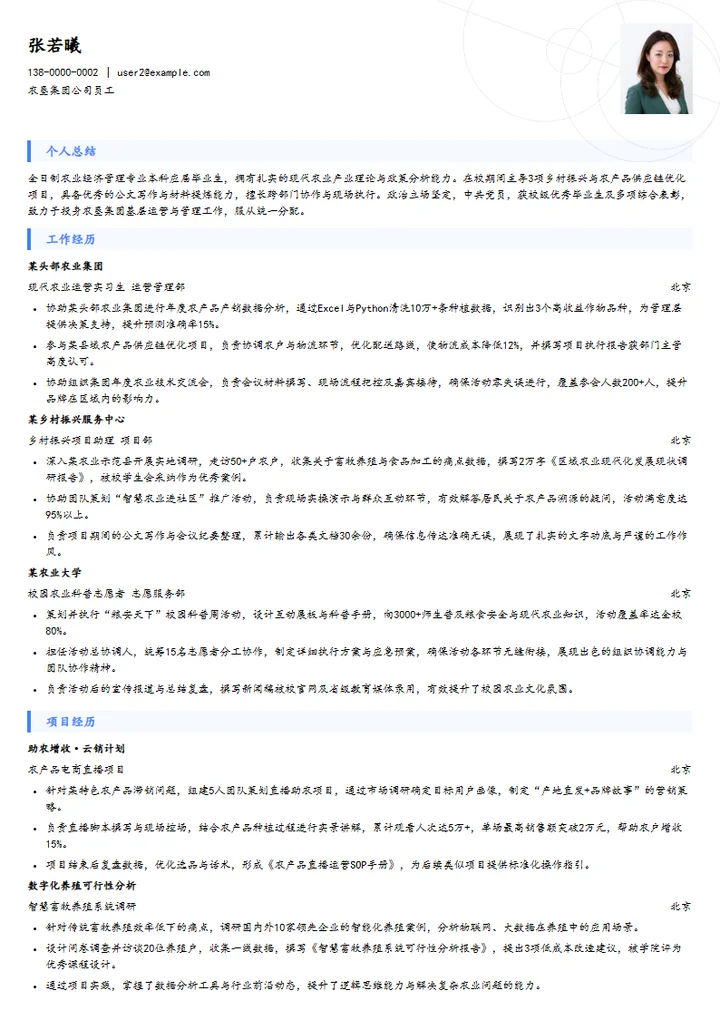 张若曦
138-0000-0002 | user2@example.com
农垦集团公司员工
个人总结
全日制农业经济管理专业本科应届毕业生，拥有扎实的现代农业产业理论与政策分析能力。在校期间主导3项乡村振兴与农产品供应链优化
项目，具备优秀的公文写作与材料提炼能力，擅长跨部门协作与现场执行。政治立场坚定，中共党员，获校级优秀毕业生及多项综合表彰，
致力于投身农垦集团基层运营与管理工作，服从统一分配。
工作经历
某头部农业集团
现代农业运营实习生 运营管理部 北京
• 协助某头部农业集团进行年度农产品产销数据分析，通过Excel与Python清洗10万+条种植数据，识别出3个高收益作物品种，为管理层
提供决策支持，提升预测准确率15%。
• 参与某县域农产品供应链优化项目，负责协调农户与物流环节，优化配送路线，使物流成本降低12%，并撰写项目执行报告获部门主管
高度认可。
• 协助组织集团年度农业技术交流会，负责会议材料撰写、现场流程把控及嘉宾接待，确保活动零失误进行，覆盖参会人数200+人，提升
品牌在区域内的影响力。
某乡村振兴服务中心
乡村振兴项目助理 项目部 北京
• 深入某农业示范县开展实地调研，走访50+户农户，收集关于畜牧养殖与食品加工的痛点数据，撰写2万字《区域农业现代化发展现状调
研报告》，被校学生会采纳作为优秀案例。
• 协助团队策划“智慧农业进社区”推广活动，负责现场实操演示与群众互动环节，有效解答居民关于农产品溯源的疑问，活动满意度达
95%以上。
• 负责项目期间的公文写作与会议纪要整理，累计输出各类文档30余份，确保信息传达准确无误，展现了扎实的文字功底与严谨的工作作
风。
某农业大学
校园农业科普志愿者 志愿服务部 北京
• 策划并执行“粮安天下”校园科普周活动，设计互动展板与科普手册，向3000+师生普及粮食安全与现代农业知识，活动覆盖率达全校
80%。
• 担任活动总协调人，统筹15名志愿者分工协作，制定详细执行方案与应急预案，确保活动各环节无缝衔接，展现出色的组织协调能力与
团队协作精神。
• 负责活动后的宣传报道与总结复盘，撰写新闻稿被校官网及省级教育媒体录用，有效提升了校园农业文化氛围。
项目经历
助农增收·云销计划
农产品电商直播项目 北京
• 针对某特色农产品滞销问题，组建5人团队策划直播助农项目，通过市场调研确定目标用户画像，制定“产地直发+品牌故事”的营销策
略。
• 负责直播脚本撰写与现场控场，结合农产品种植过程进行实景讲解，累计观看人次达5万+，单场最高销售额突破2万元，帮助农户增收
15%。
• 项目结束后复盘数据，优化选品与话术，形成《农产品直播运营SOP手册》，为后续类似项目提供标准化操作指引。
数字化养殖可行性分析
智慧畜牧养殖系统调研 北京
• 针对传统畜牧养殖效率低下的痛点，调研国内外10家领先企业的智能化养殖案例，分析物联网、大数据在养殖中的应用场景。
• 设计问卷调查并访谈20位养殖户，收集一线数据，撰写《智慧畜牧养殖系统可行性分析报告》，提出3项低成本改造建议，被学院评为
优秀课程设计。
• 通过项目实践，掌握了数据分析工具与行业前沿动态，提升了逻辑思维能力与解决复杂农业问题的能力。